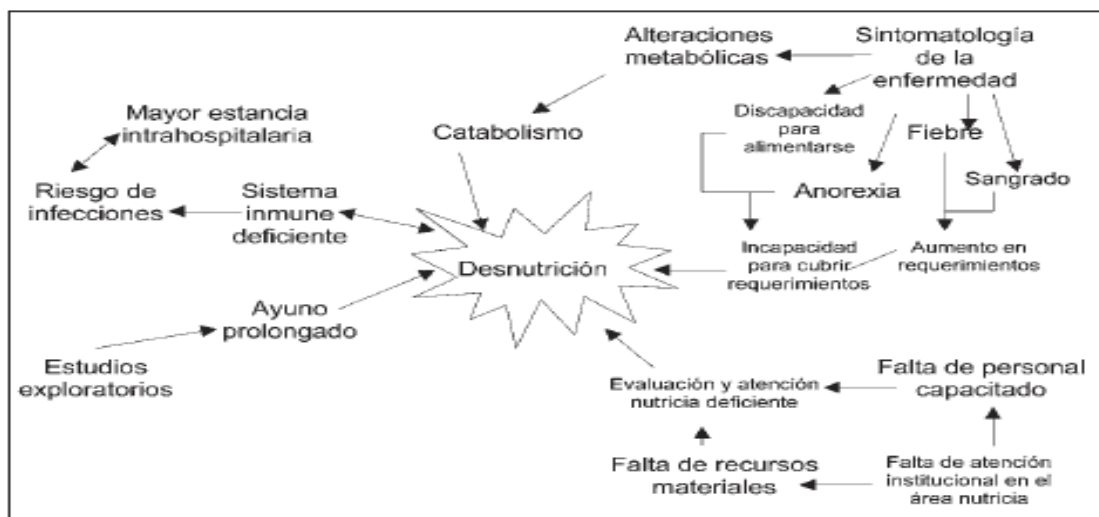 Alteraciones
metabólicas
Sintomatología
de la
enfermedad
Mayor estancia
intrahospitalaria
Catabolismo
Discapacidad
para
alimentarse
Fiebre
Riesgo de
infecciones
Sistema
inmune
deficiente
Anorexia
Sangrado
Desnutrición
Incapacidad
para cubrir
requerimientos
Aumento en
requerimientos
Ayuno
prolongado
Estudios
exploratorios
Evaluación y atención
nutricia deficiente
Falta de personal
capacitado
Falta de recursos
materiales
Falta de atención
institucional en el
área nutricia